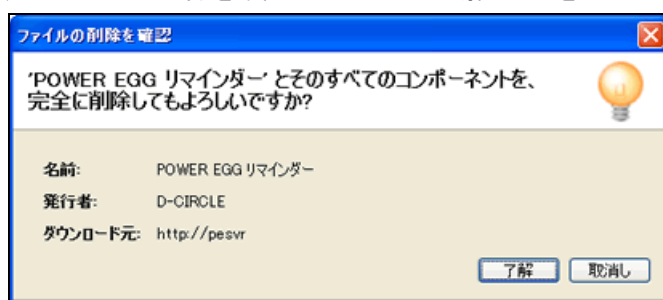 ファイルの削除を確認
'POWER EGG リマインダー' とそのすべてのコンポーネントを、
完全に削除してもよろしいですか?
名前: POWER EGG リマインダー
発行者: D-CIRCLE
ダウンロード元: http://pesvr
了解 取消し